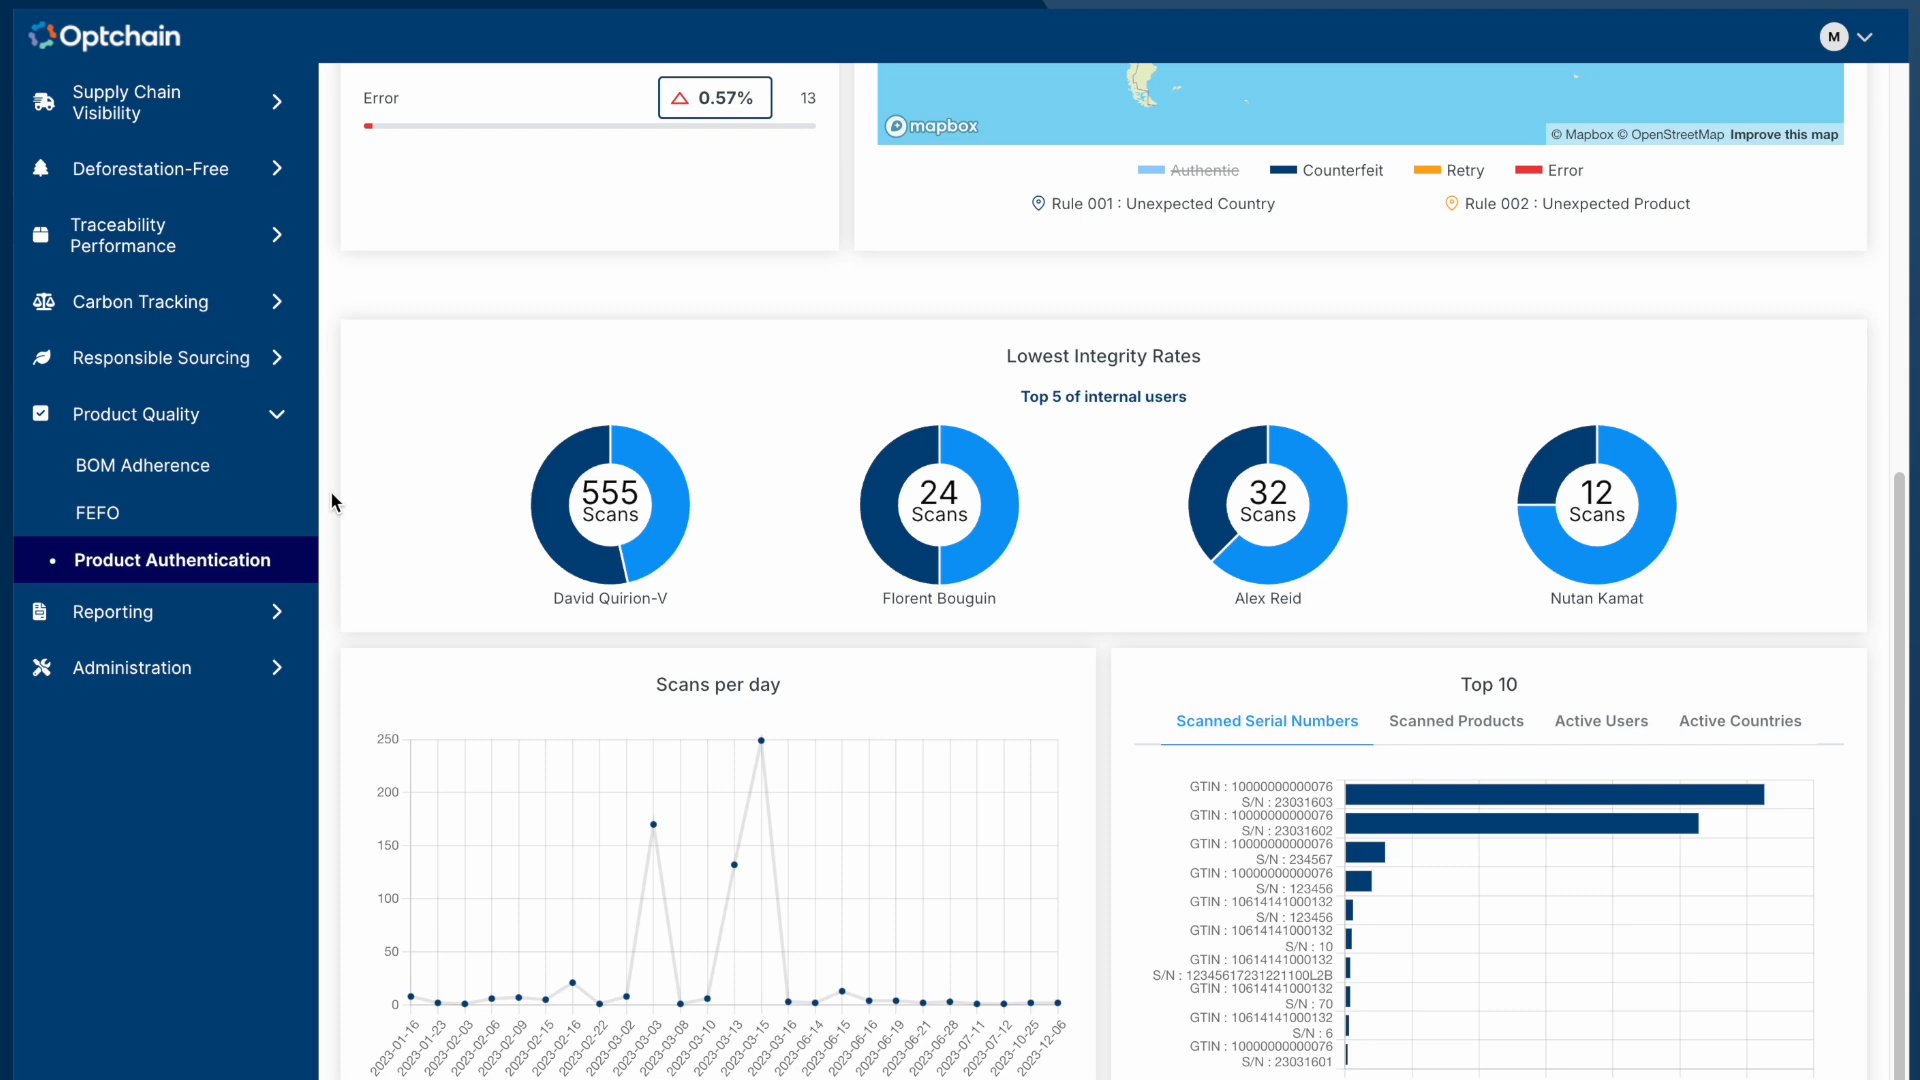 Optchain
M
Supply Chain
Visibility
Deforestation-Free
Traceability
Performance
Carbon Tracking
Responsible Sourcing
Product Quality
BOM Adherence
FEFO
Product Authentication
Reporting
Administration
Error
0.57%
13
mapbox
© Mapbox © OpenStreetMap Improve this map
Authentic
Counterfeit
Retry
Error
Rule 001 : Unexpected Country
Rule 002 : Unexpected Product
Lowest Integrity Rates
Top 5 of internal users
555
Scans
David Quirion-V
24
Scans
Florent Bouguin
32
Scans
Alex Reid
12
Scans
Nutan Kamat
Scans per day
250
200
150
100
50
0
2023-01-16
2023-01-23
2023-02-03
2023-02-06
2023-02-09
2023-02-15
2023-02-16
2023-02-22
2023-03-02
2023-03-03
2023-03-08
2023-03-10
2023-03-13
2023-03-15
2023-03-16
2023-06-14
2023-06-15
2023-06-16
2023-06-19
2023-06-21
2023-06-28
2023-07-11
2023-07-12
2023-10-25
2023-12-06
Top 10
Scanned Serial Numbers
Scanned Products
Active Users
Active Countries
GTIN : 10000000000076
S/N : 23031603
GTIN : 10000000000076
S/N : 23031602
GTIN : 10000000000076
S/N : 234567
GTIN : 10000000000076
S/N : 123456
GTIN : 10614141000132
S/N : 123456
GTIN : 10614141000132
S/N : 10
GTIN : 10614141000132
S/N : 12345617231221100L2B
GTIN : 10614141000132
S/N : 70
GTIN : 10614141000132
S/N : 6
GTIN : 10000000000076
S/N : 23031601